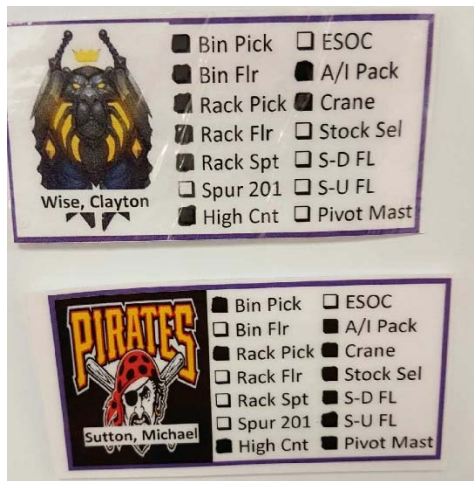 ■ Bin Pick ☐ ESOC
■ Bin Flr ■ A/I Pack
■ Rack Pick ■ Crane
■ Rack Flr ☐ Stock Sel
■ Rack Spt ☐ S-D FL
☐ Spur 201 ☐ S-U FL
■ High Cnt ☐ Pivot Mast
Wise, Clayton
■ Bin Pick ☐ ESOC
☐ Bin Flr ■ A/I Pack
■ Rack Pick ■ Crane
☐ Rack Flr ■ Stock Sel
☐ Rack Spt ■ S-D FL
☐ Spur 201 ■ S-U FL
■ High Cnt ■ Pivot Mast
PIRATES
Sutton, Michael